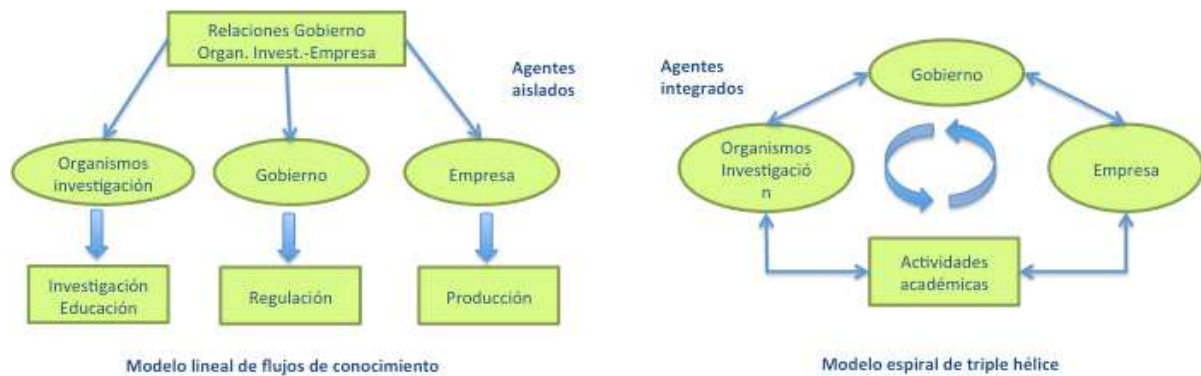 Relaciones Gobierno
Organ. Invest.-Empresa
Agentes
aislados
Organismos
investigación
Gobierno
Empresa
Investigación
Educación
Regulación
Producción
Modelo lineal de flujos de conocimiento
Agentes
integrados
Gobierno
Organismos
Investigació
n
Empresa
Actividades
académicas
Modelo espiral de triple hélice